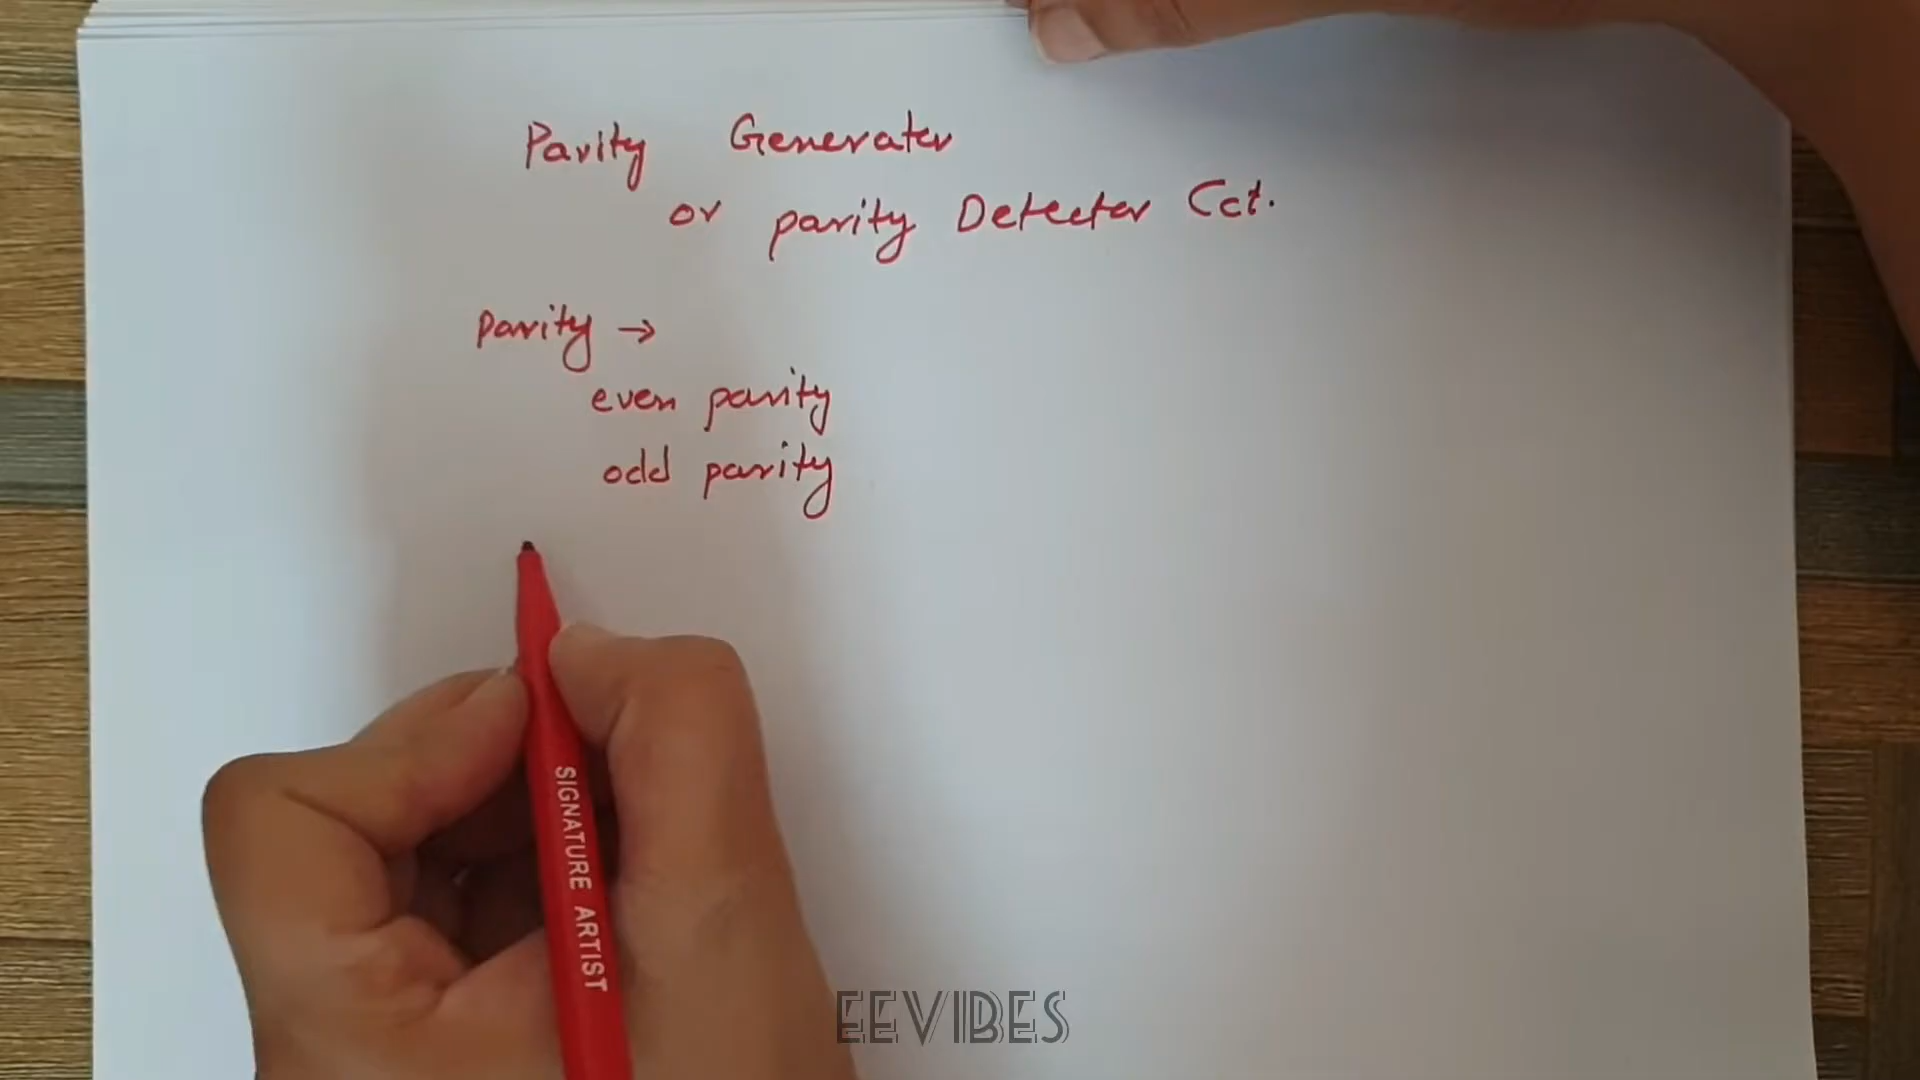 Parity Generater
or parity Detecter Cct.
parity →
even parity
odd parity
SIGNATURE ARTIST
EEVIBES